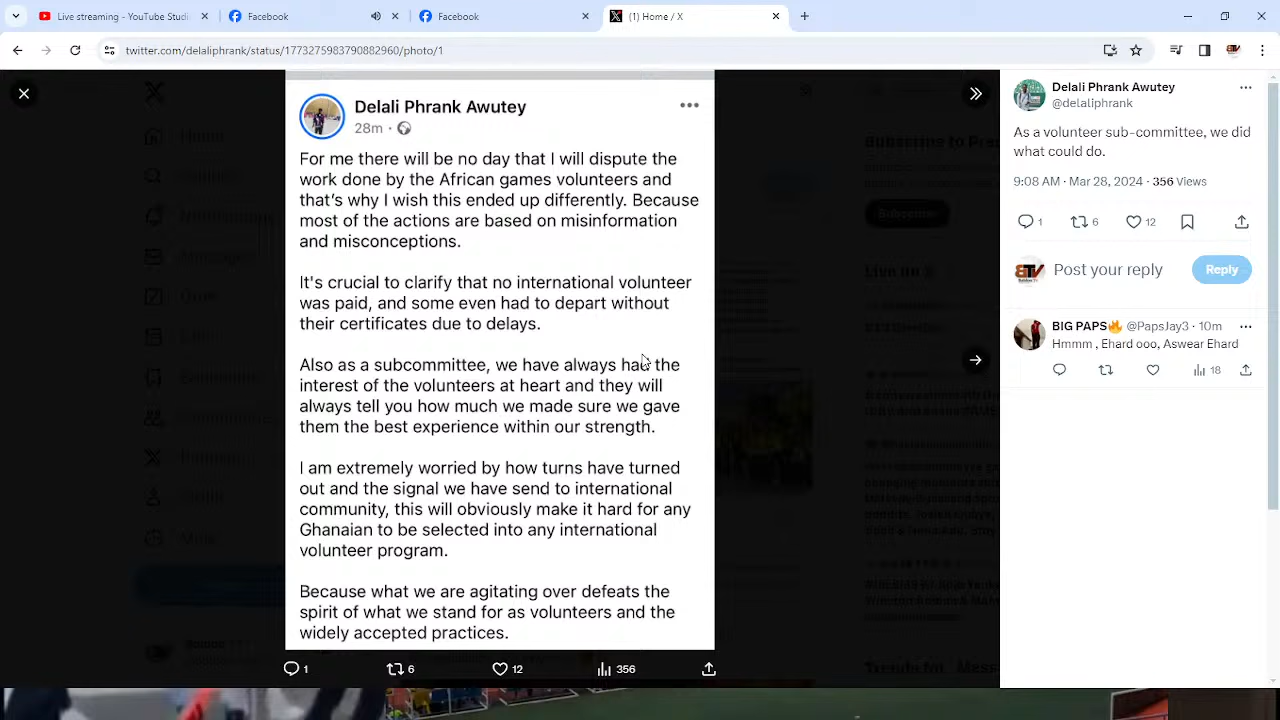 Live streaming - YouTube Studi
Facebook
Facebook
(1) Home / X
twitter.com/delaliphrank/status/1773275983790882960/photo/1
Delali Phrank Awutey
28m
For me there will be no day that I will dispute the
work done by the African games volunteers and
that's why I wish this ended up differently. Because
most of the actions are based on misinformation
and misconceptions.
It's crucial to clarify that no international volunteer
was paid, and some even had to depart without
their certificates due to delays.
Also as a subcommittee, we have always had the
interest of the volunteers at heart and they will
always tell you how much we made sure we gave
them the best experience within our strength.
I am extremely worried by how turns have turned
out and the signal we have send to international
community, this will obviously make it hard for any
Ghanaian to be selected into any international
volunteer program.
Because what we are agitating over defeats the
spirit of what we stand for as volunteers and the
widely accepted practices.
1 6 12 356
Delali Phrank Awutey
@delaliphrank
As a volunteer sub-committee, we did
what could do.
9:08 AM · Mar 28, 2024 · 356 Views
1 6 12
BTV
Post your reply
Reply
BIG PAPS🔥 @PapsJay3 · 10m
Hmmm , Ehard ooo, Aswear Ehard
18